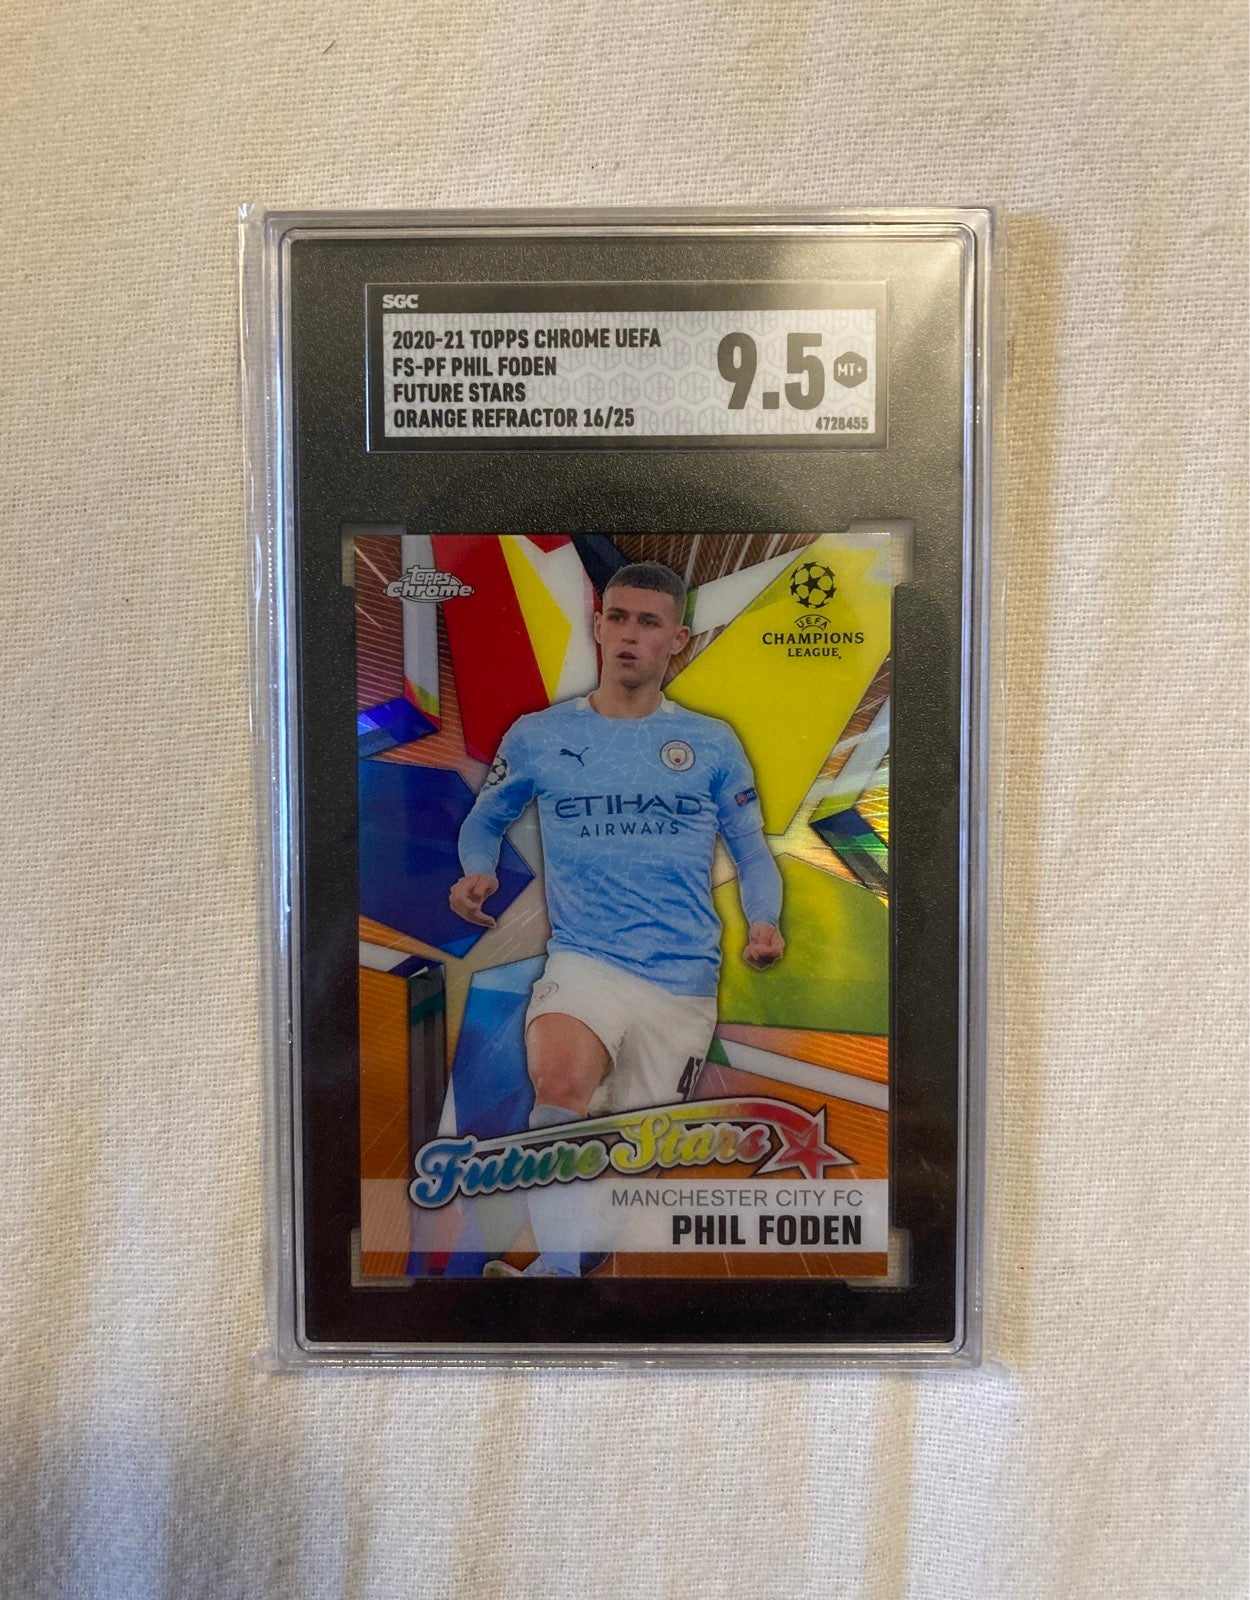 SGC
2020-21 TOPPS CHROME UEFA
FS-PF PHIL FODEN
FUTURE STARS
ORANGE REFRACTOR 16/25
9.5
MT+
4728455
Topps
Chrome
UEFA
CHAMPIONS
LEAGUE
ETIHAD
AIRWAYS
47
Future Stars
MANCHESTER CITY FC
PHIL FODEN